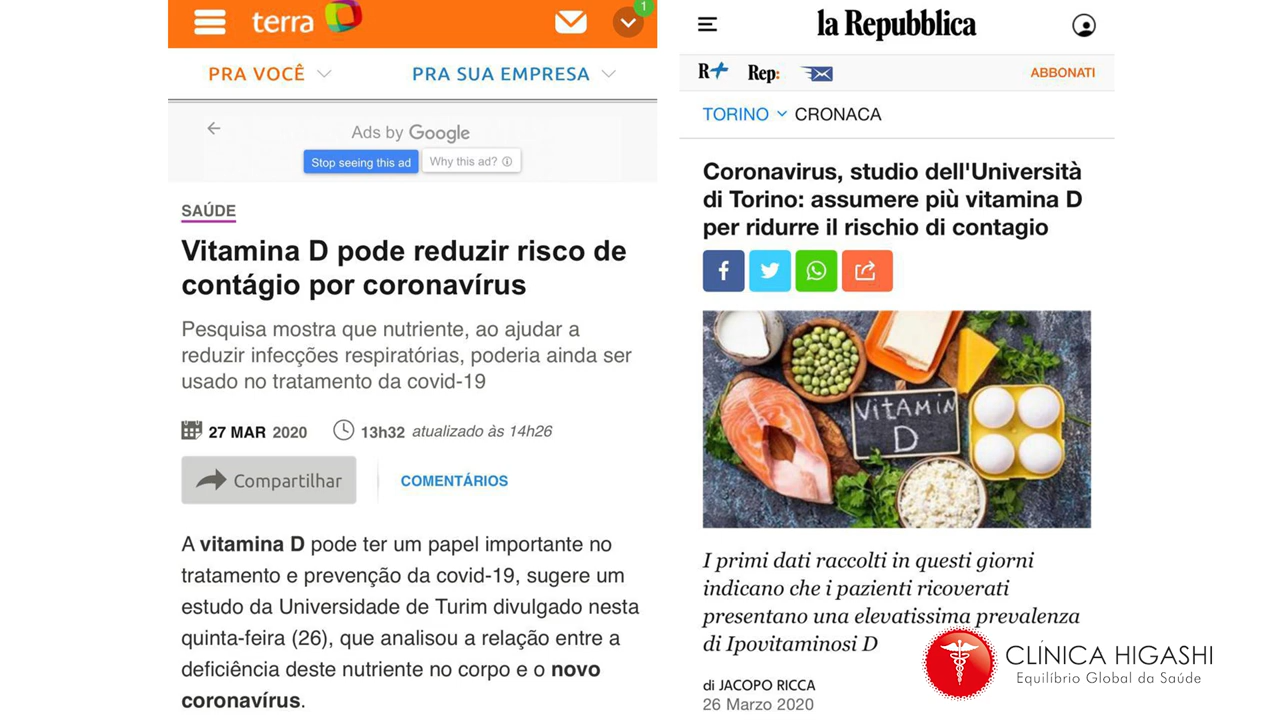 terra
1
PRA VOCÊ
PRA SUA EMPRESA
Ads by Google
Stop seeing this ad
Why this ad?
SAÚDE
Vitamina D pode reduzir risco de
contágio por coronavírus
Pesquisa mostra que nutriente, ao ajudar a
reduzir infecções respiratórias, poderia ainda ser
usado no tratamento da covid-19
27 MAR 2020
13h32 atualizado às 14h26
Compartilhar
COMENTÁRIOS
A vitamina D pode ter um papel importante no
tratamento e prevenção da covid-19, sugere um
estudo da Universidade de Turim divulgado nesta
quinta-feira (26), que analisou a relação entre a
deficiência deste nutriente no corpo e o novo
coronavírus.
la Repubblica
R+ Rep:
ABBONATI
TORINO CRONACA
Coronavirus, studio dell'Università
di Torino: assumere più vitamina D
per ridurre il rischio di contagio
VITAMIN
D
I primi dati raccolti in questi giorni
indicano che i pazienti ricoverati
presentano una elevatissima prevalenza
di Ipovitaminosi D
di JACOPO RICCA
26 Marzo 2020
CLÍNICA HIGASHI
Equilíbrio Global da Saúde